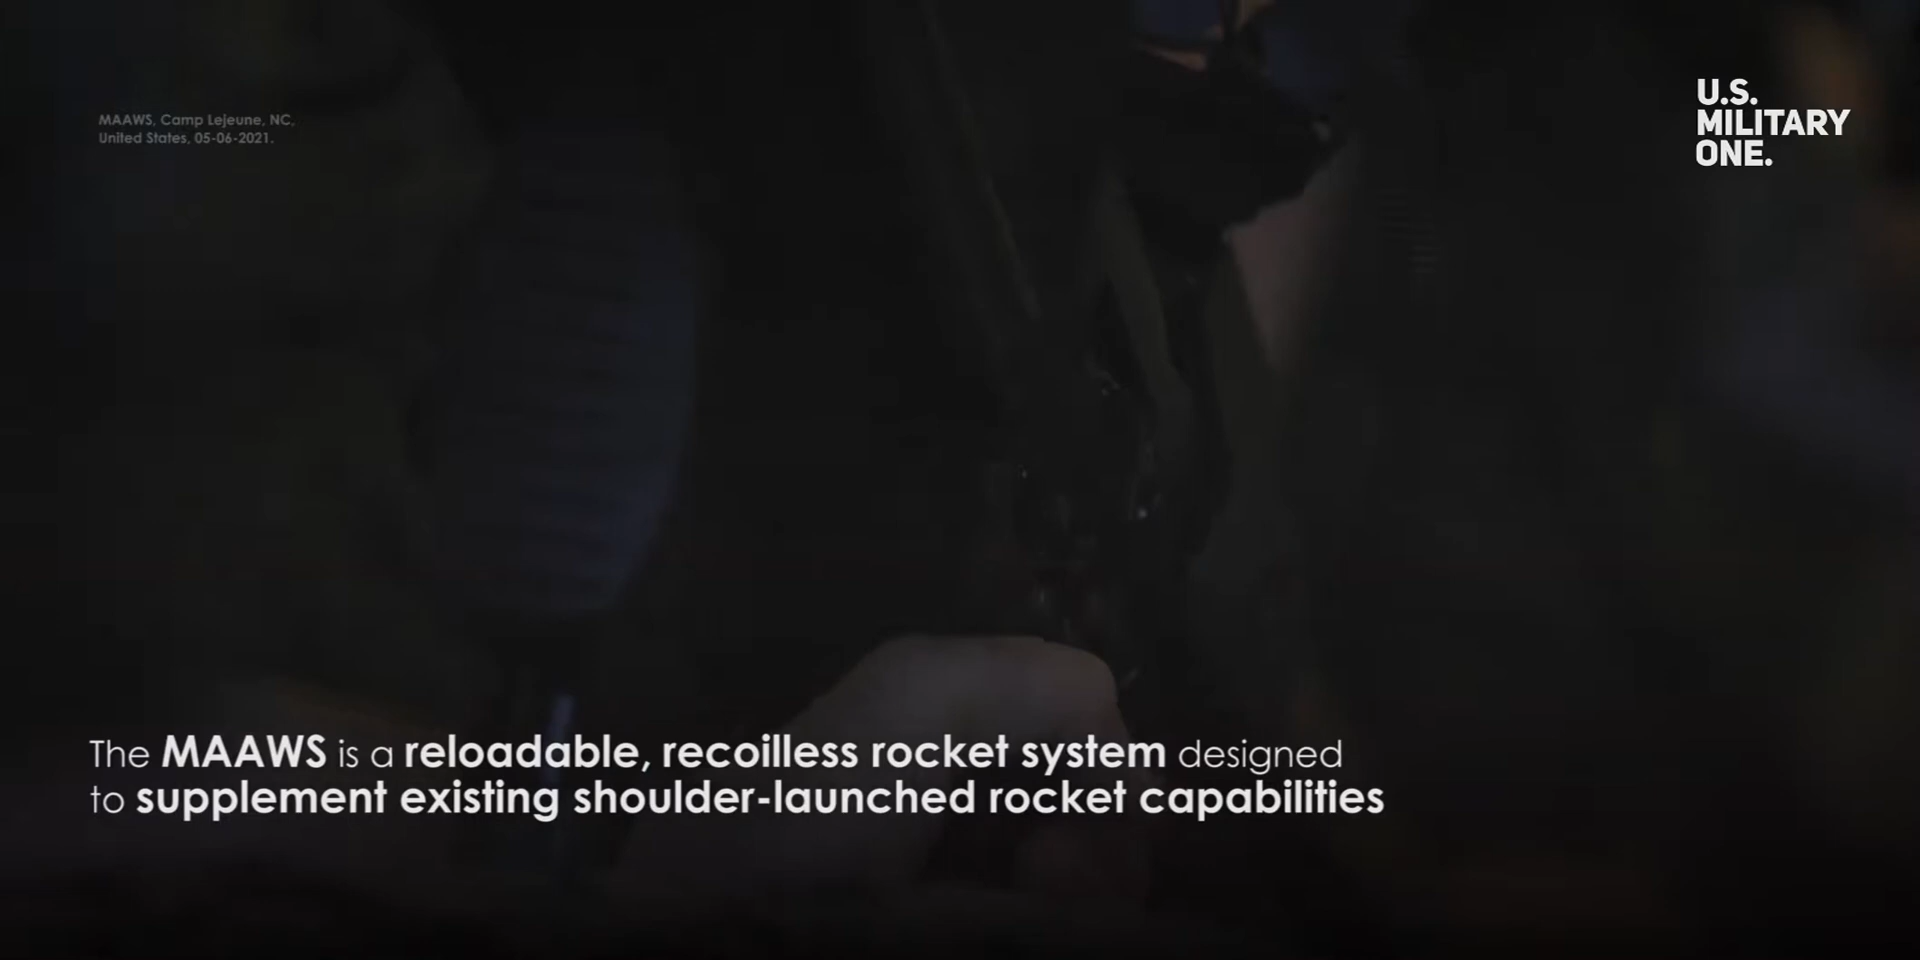 MAAWS, Camp Lejeune, NC,
United States, 05-06-2021.
U.S.
MILITARY
ONE.
The MAAWS is a reloadable, recoilless rocket system designed
to supplement existing shoulder-launched rocket capabilities